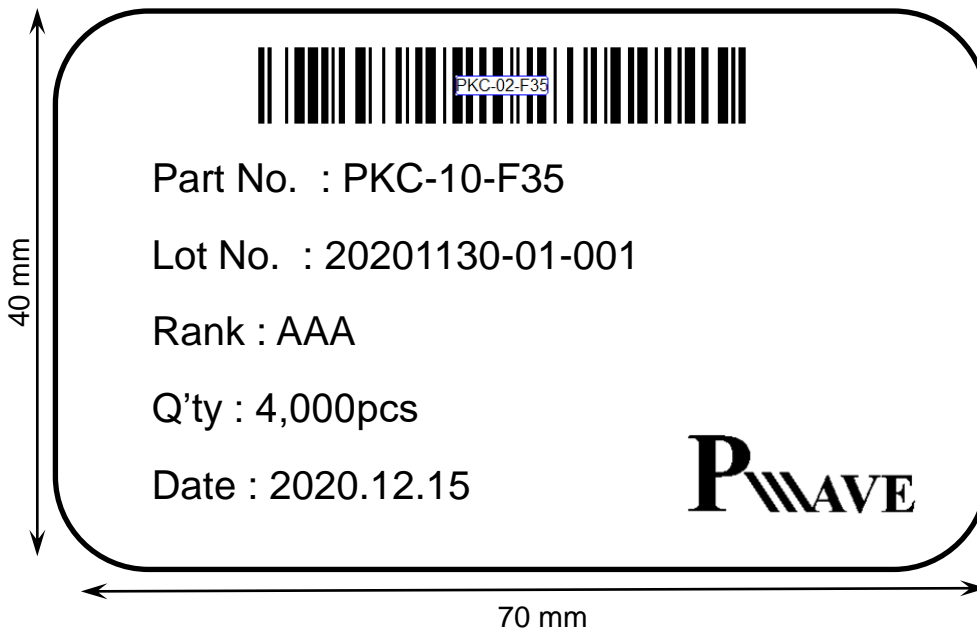 PKC-02-F35
Part No. : PKC-10-F35
Lot No. : 20201130-01-001
Rank : AAA
Q’ty : 4,000pcs
Date : 2020.12.15
PWAVE
40 mm
70 mm